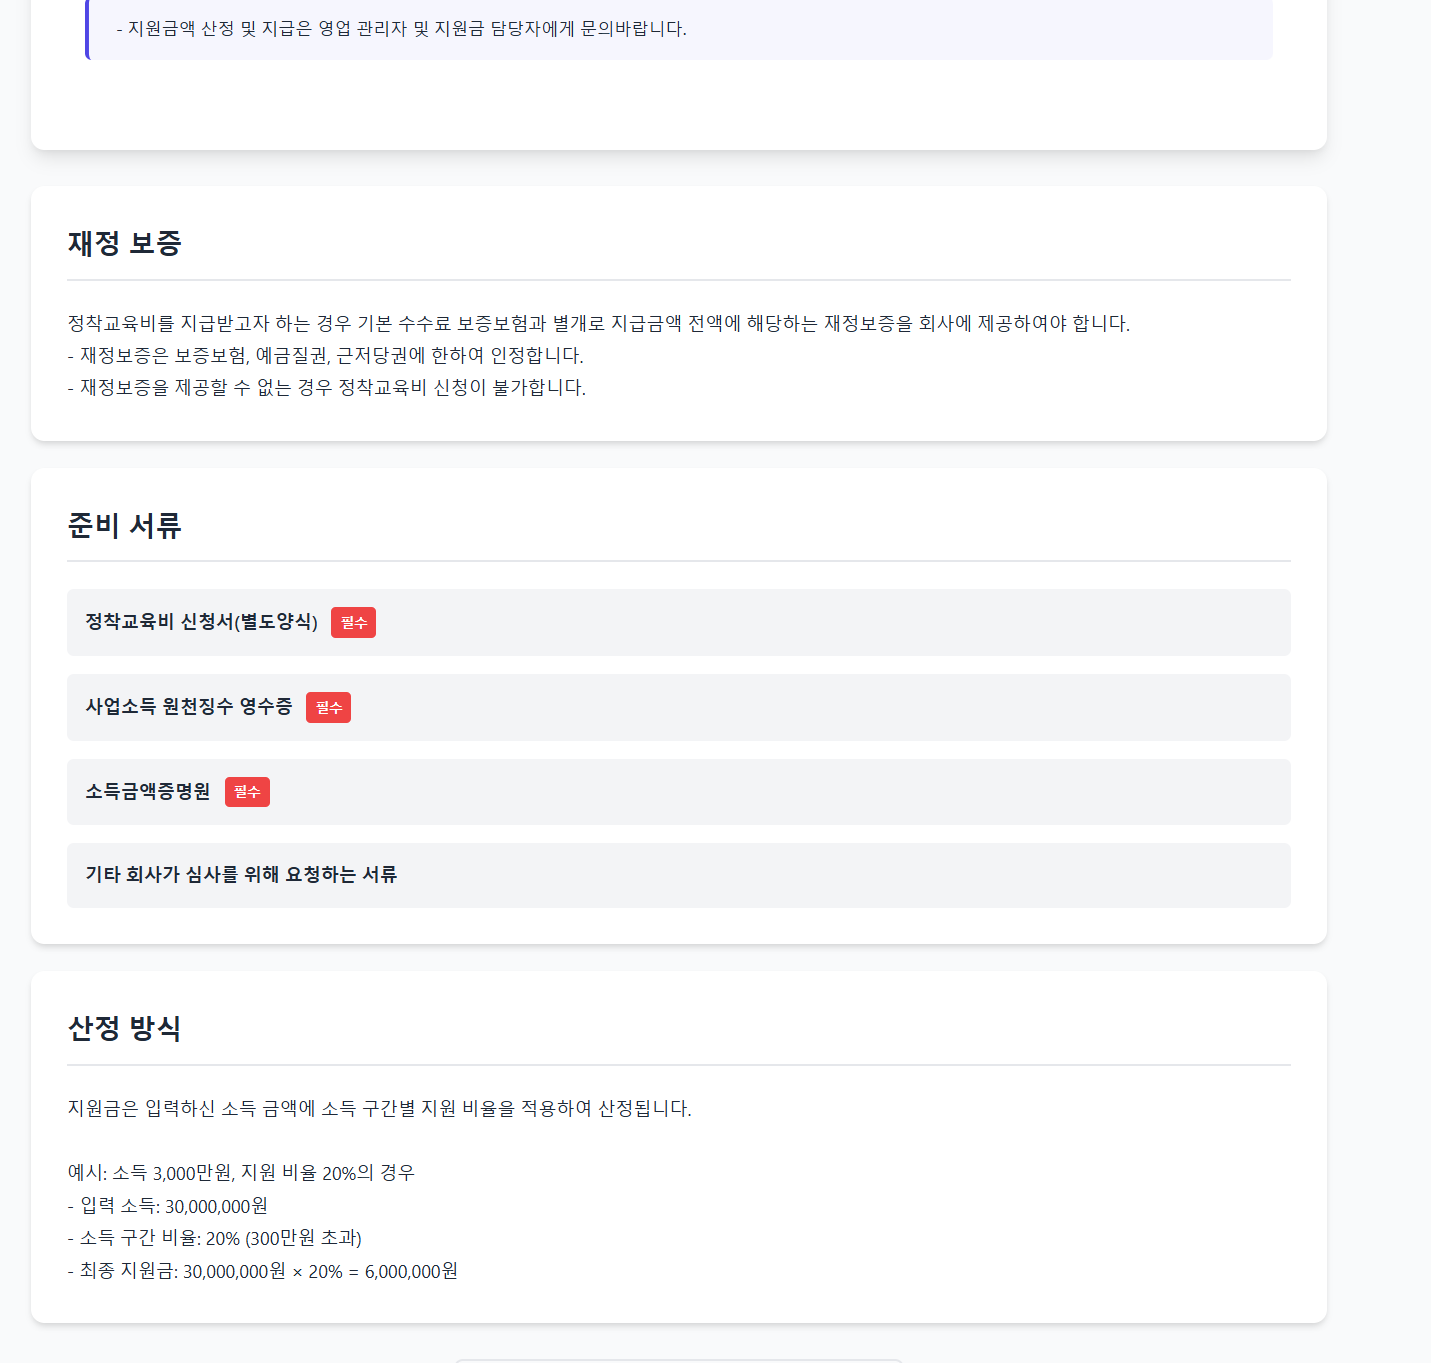 - 지원금액 산정 및 지급은 영업 관리자 및 지원금 담당자에게 문의바랍니다.
재정 보증
정착교육비를 지급받고자 하는 경우 기본 수수료 보증보험과 별개로 지급금액 전액에 해당하는 재정보증을 회사에 제공하여야 합니다.
- 재정보증은 보증보험, 예금질권, 근저당권에 한하여 인정합니다.
- 재정보증을 제공할 수 없는 경우 정착교육비 신청이 불가합니다.
준비 서류
정착교육비 신청서(별도양식) 필수
사업소득 원천징수 영수증 필수
소득금액증명원 필수
기타 회사가 심사를 위해 요청하는 서류
산정 방식
지원금은 입력하신 소득 금액에 소득 구간별 지원 비율을 적용하여 산정됩니다.
예시: 소득 3,000만원, 지원 비율 20%의 경우
- 입력 소득: 30,000,000원
- 소득 구간 비율: 20% (300만원 초과)
- 최종 지원금: 30,000,000원 × 20% = 6,000,000원